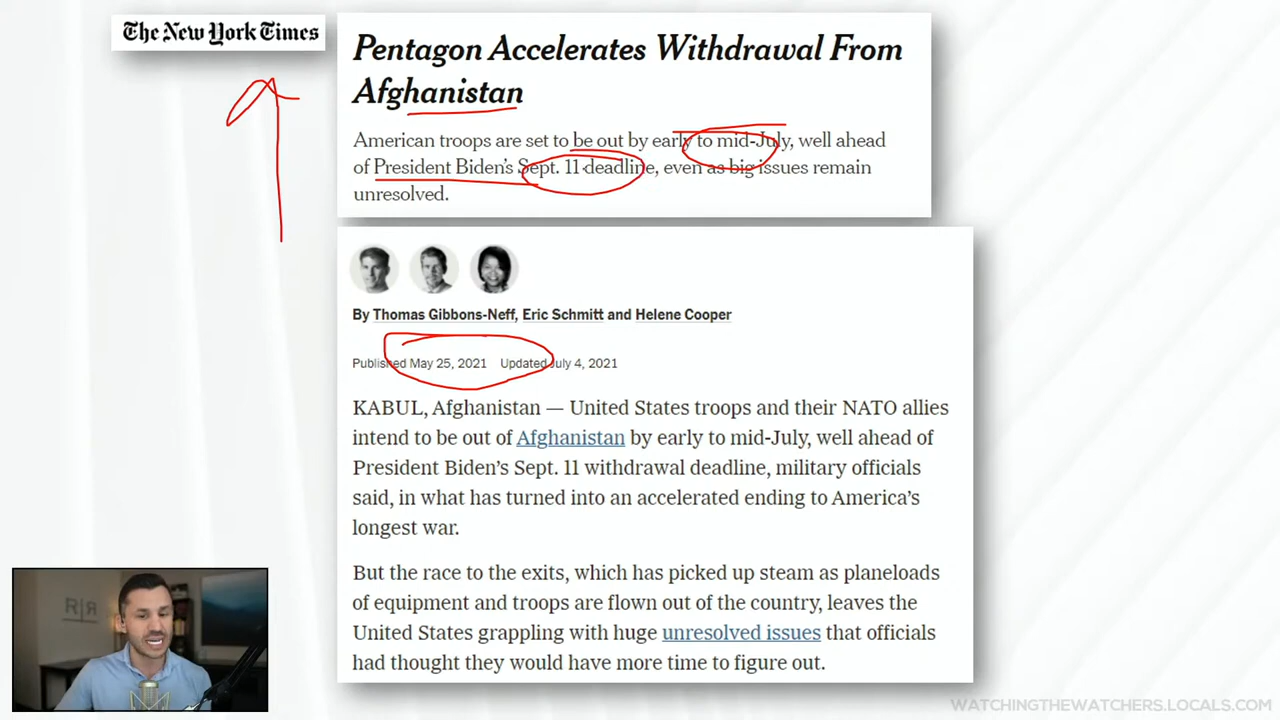 The New York Times
Pentagon Accelerates Withdrawal From
Afghanistan
American troops are set to be out by early to mid-July, well ahead
of President Biden's Sept. 11 deadline, even as big issues remain
unresolved.
By Thomas Gibbons-Neff, Eric Schmitt and Helene Cooper
Published May 25, 2021 Updated July 4, 2021
KABUL, Afghanistan — United States troops and their NATO allies
intend to be out of Afghanistan by early to mid-July, well ahead of
President Biden's Sept. 11 withdrawal deadline, military officials
said, in what has turned into an accelerated ending to America's
longest war.
But the race to the exits, which has picked up steam as planeloads
of equipment and troops are flown out of the country, leaves the
United States grappling with huge unresolved issues that officials
had thought they would have more time to figure out.
R|R
WATCHINGTHEWATCHERS.LOCALS.COM